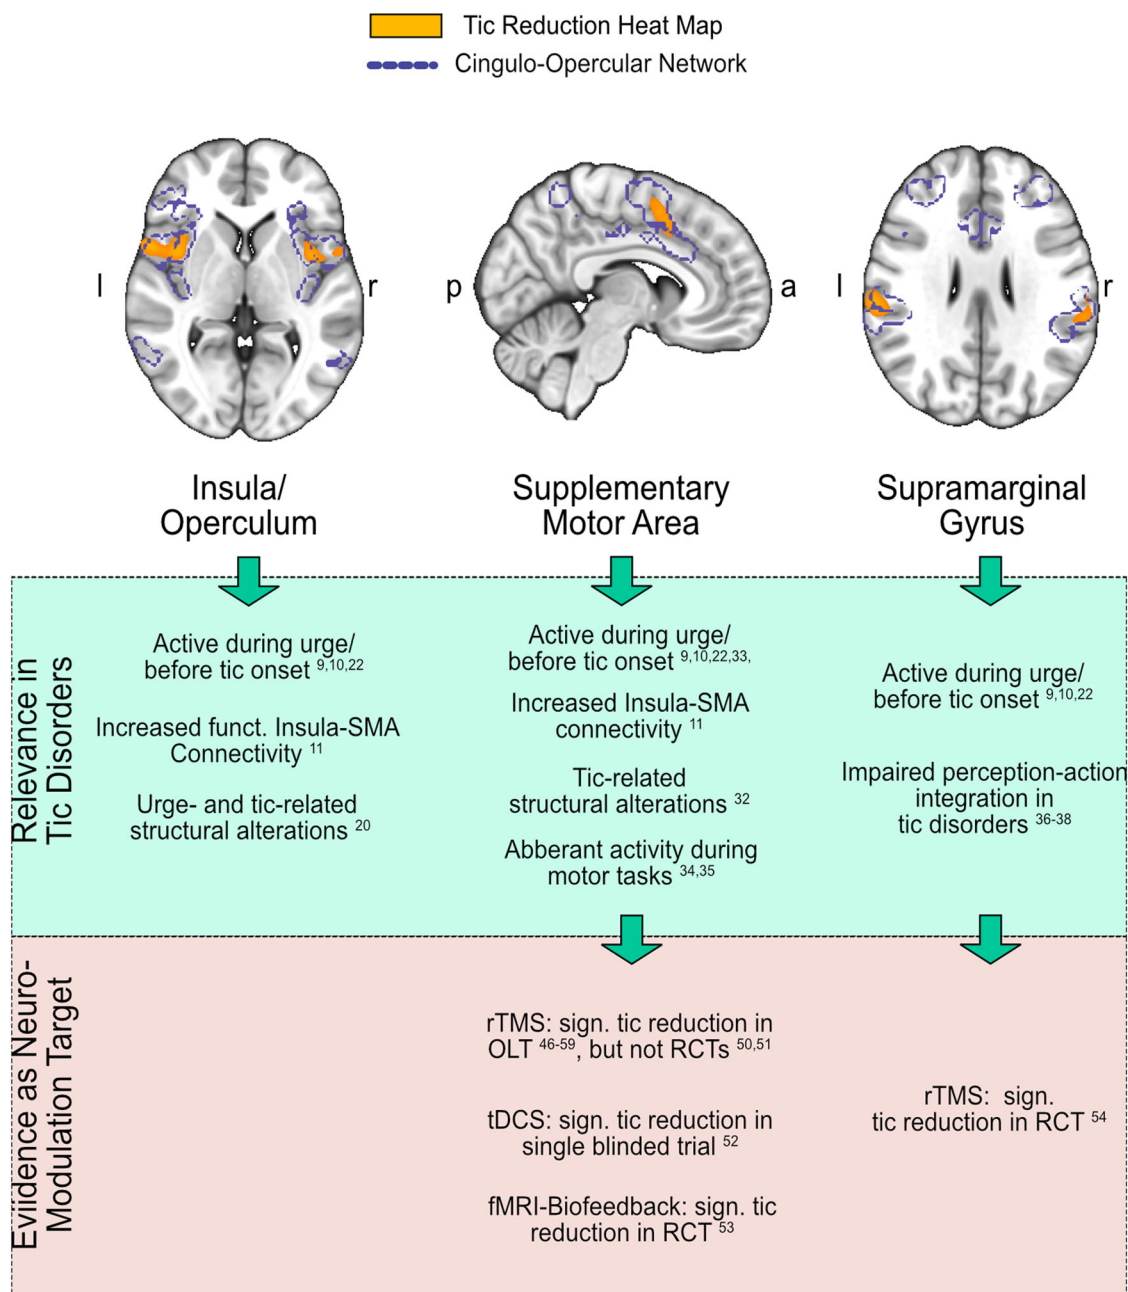 Tic Reduction Heat Map
Cingulo-Opercular Network
l
r
p
a
l
r
Insula/
Operculum
Supplementary
Motor Area
Supramarginal
Gyrus
Relevance in
Tic Disorders
Active during urge/
before tic onset 9,10,22
Increased funct. Insula-SMA
Connectivity 11
Urge- and tic-related
structural alterations 20
Active during urge/
before tic onset 9,10,22,33,
Increased Insula-SMA
connectivity 11
Tic-related
structural alterations 32
Abberant activity during
motor tasks 34,35
Active during urge/
before tic onset 9,10,22
Impaired perception-action
integration in
tic disorders 36-38
Eviidence as Neuro-
Modulation Target
rTMS: sign. tic reduction in
OLT 46-59, but not RCTs 50,51
tDCS: sign. tic reduction in
single blinded trial 52
fMRI-Biofeedback: sign. tic
reduction in RCT 53
rTMS: sign.
tic reduction in RCT 54